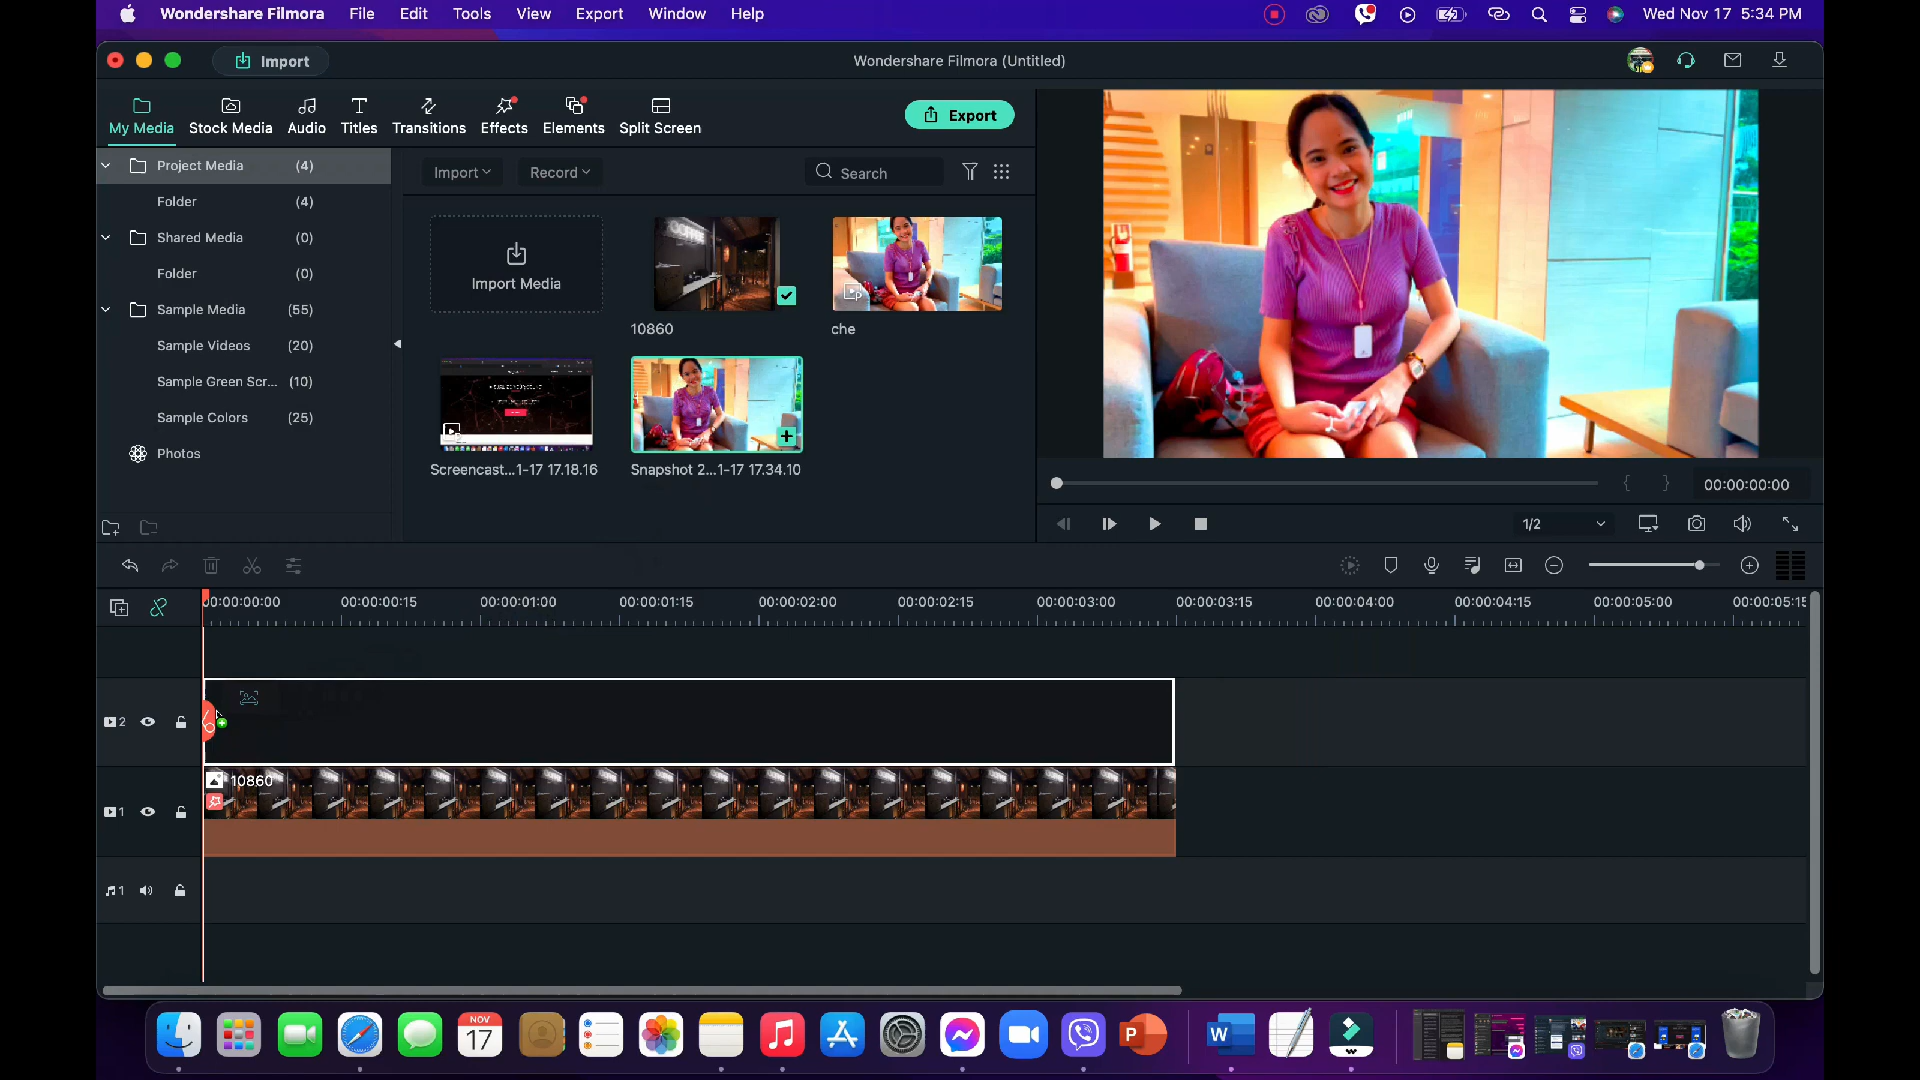 Wondershare Filmora File Edit Tools View Export Window Help Wed Nov 17 5:34 PM
Import Wondershare Filmora (Untitled)
My Media Stock Media Audio Titles Transitions Effects Elements Split Screen Export
Project Media (4)
Folder (4)
Shared Media (0)
Folder (0)
Sample Media (55)
Sample Videos (20)
Sample Green Scr... (10)
Sample Colors (25)
Photos
Import Record Search
Import Media
10860 che
Screencast...1-17 17.18.16 Snapshot 2...1-17 17.34.10
{ } 00:00:00:00
1/2
00:00:00:00 00:00:00:15 00:00:01:00 00:00:01:15 00:00:02:00 00:00:02:15 00:00:03:00 00:00:03:15 00:00:04:00 00:00:04:15 00:00:05:00 00:00:05:15
2
10860
1
1
NOV
17
W
P